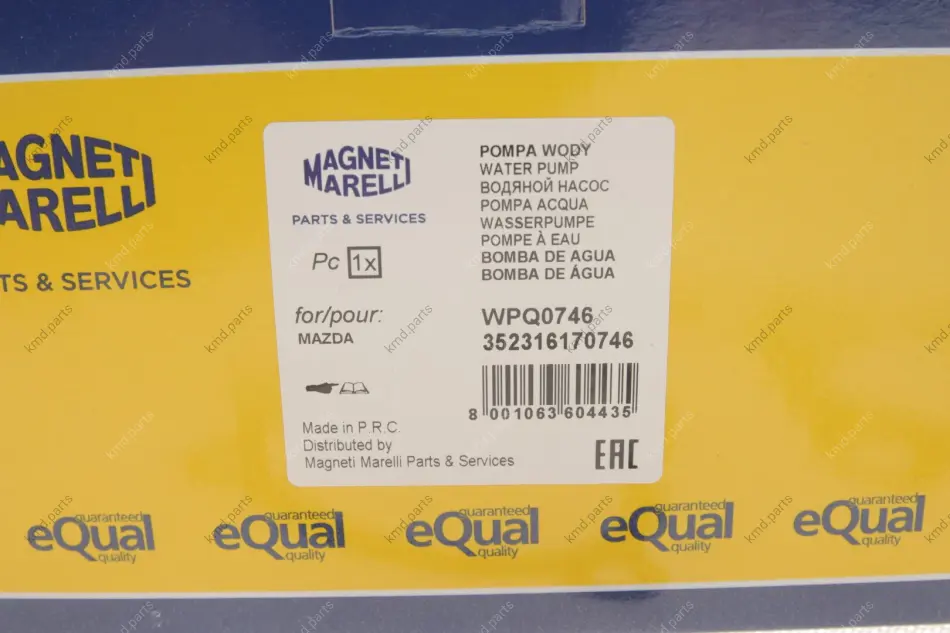 MAGNETI
MARELLI
PARTS & SERVICES
Pc 1x
for/pour:
MAZDA
Made in P.R.C.
Distributed by
Magneti Marelli Parts & Services
POMPA WODY
WATER PUMP
ВОДЯНОЙ НАСОС
POMPA ACQUA
WASSERPUMPE
POMPE À EAU
BOMBA DE AGUA
BOMBA DE ÁGUA
WPQ0746
352316170746
8 001063 604435
EAC
AGNETI
ARELLI
TS & SERVICES
guaranteed
eQual
quality
guaranteed
eQual
quality
guaranteed
eQual
quality
guaranteed
eQual
quality
guaranteed
eQual
quality
kmd.parts